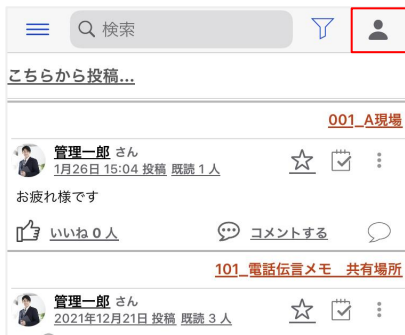 検索
こちらから投稿...
001_A現場
管理一郎 さん
1月26日 15:04 投稿 既読 1 人
お疲れ様です
いいね 0 人 コメントする
101_電話伝言メモ　共有場所
管理一郎 さん
2021年12月21日 投稿 既読 3 人